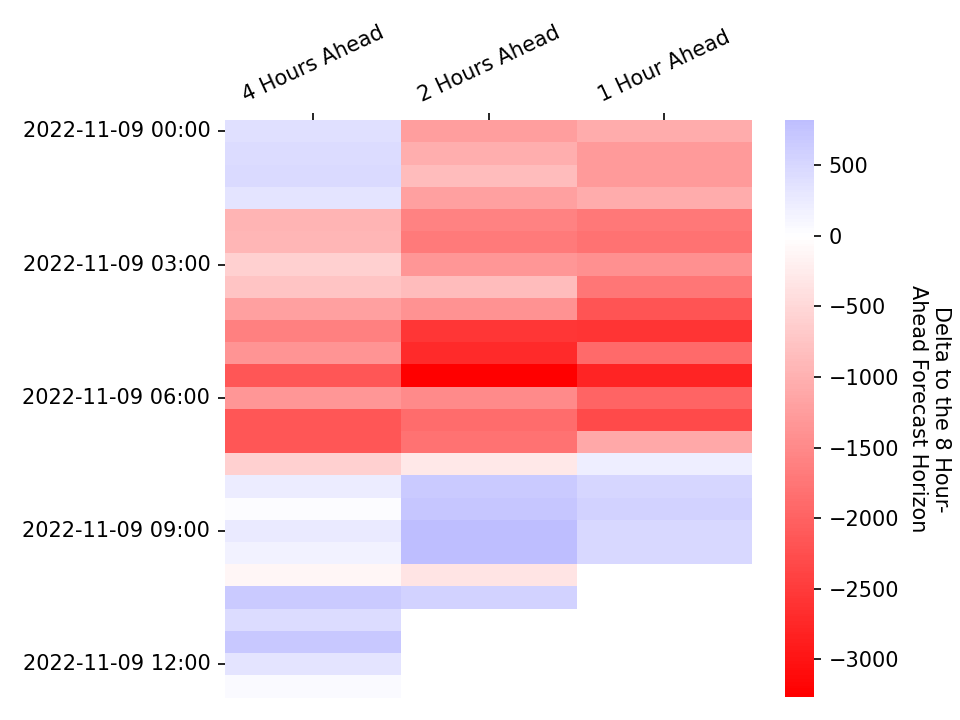 4 Hours Ahead
2 Hours Ahead
1 Hour Ahead
2022-11-09 00:00
2022-11-09 03:00
2022-11-09 06:00
2022-11-09 09:00
2022-11-09 12:00
500
0
−500
−1000
−1500
−2000
−2500
−3000
Delta to the 8 Hour-
Ahead Forecast Horizon